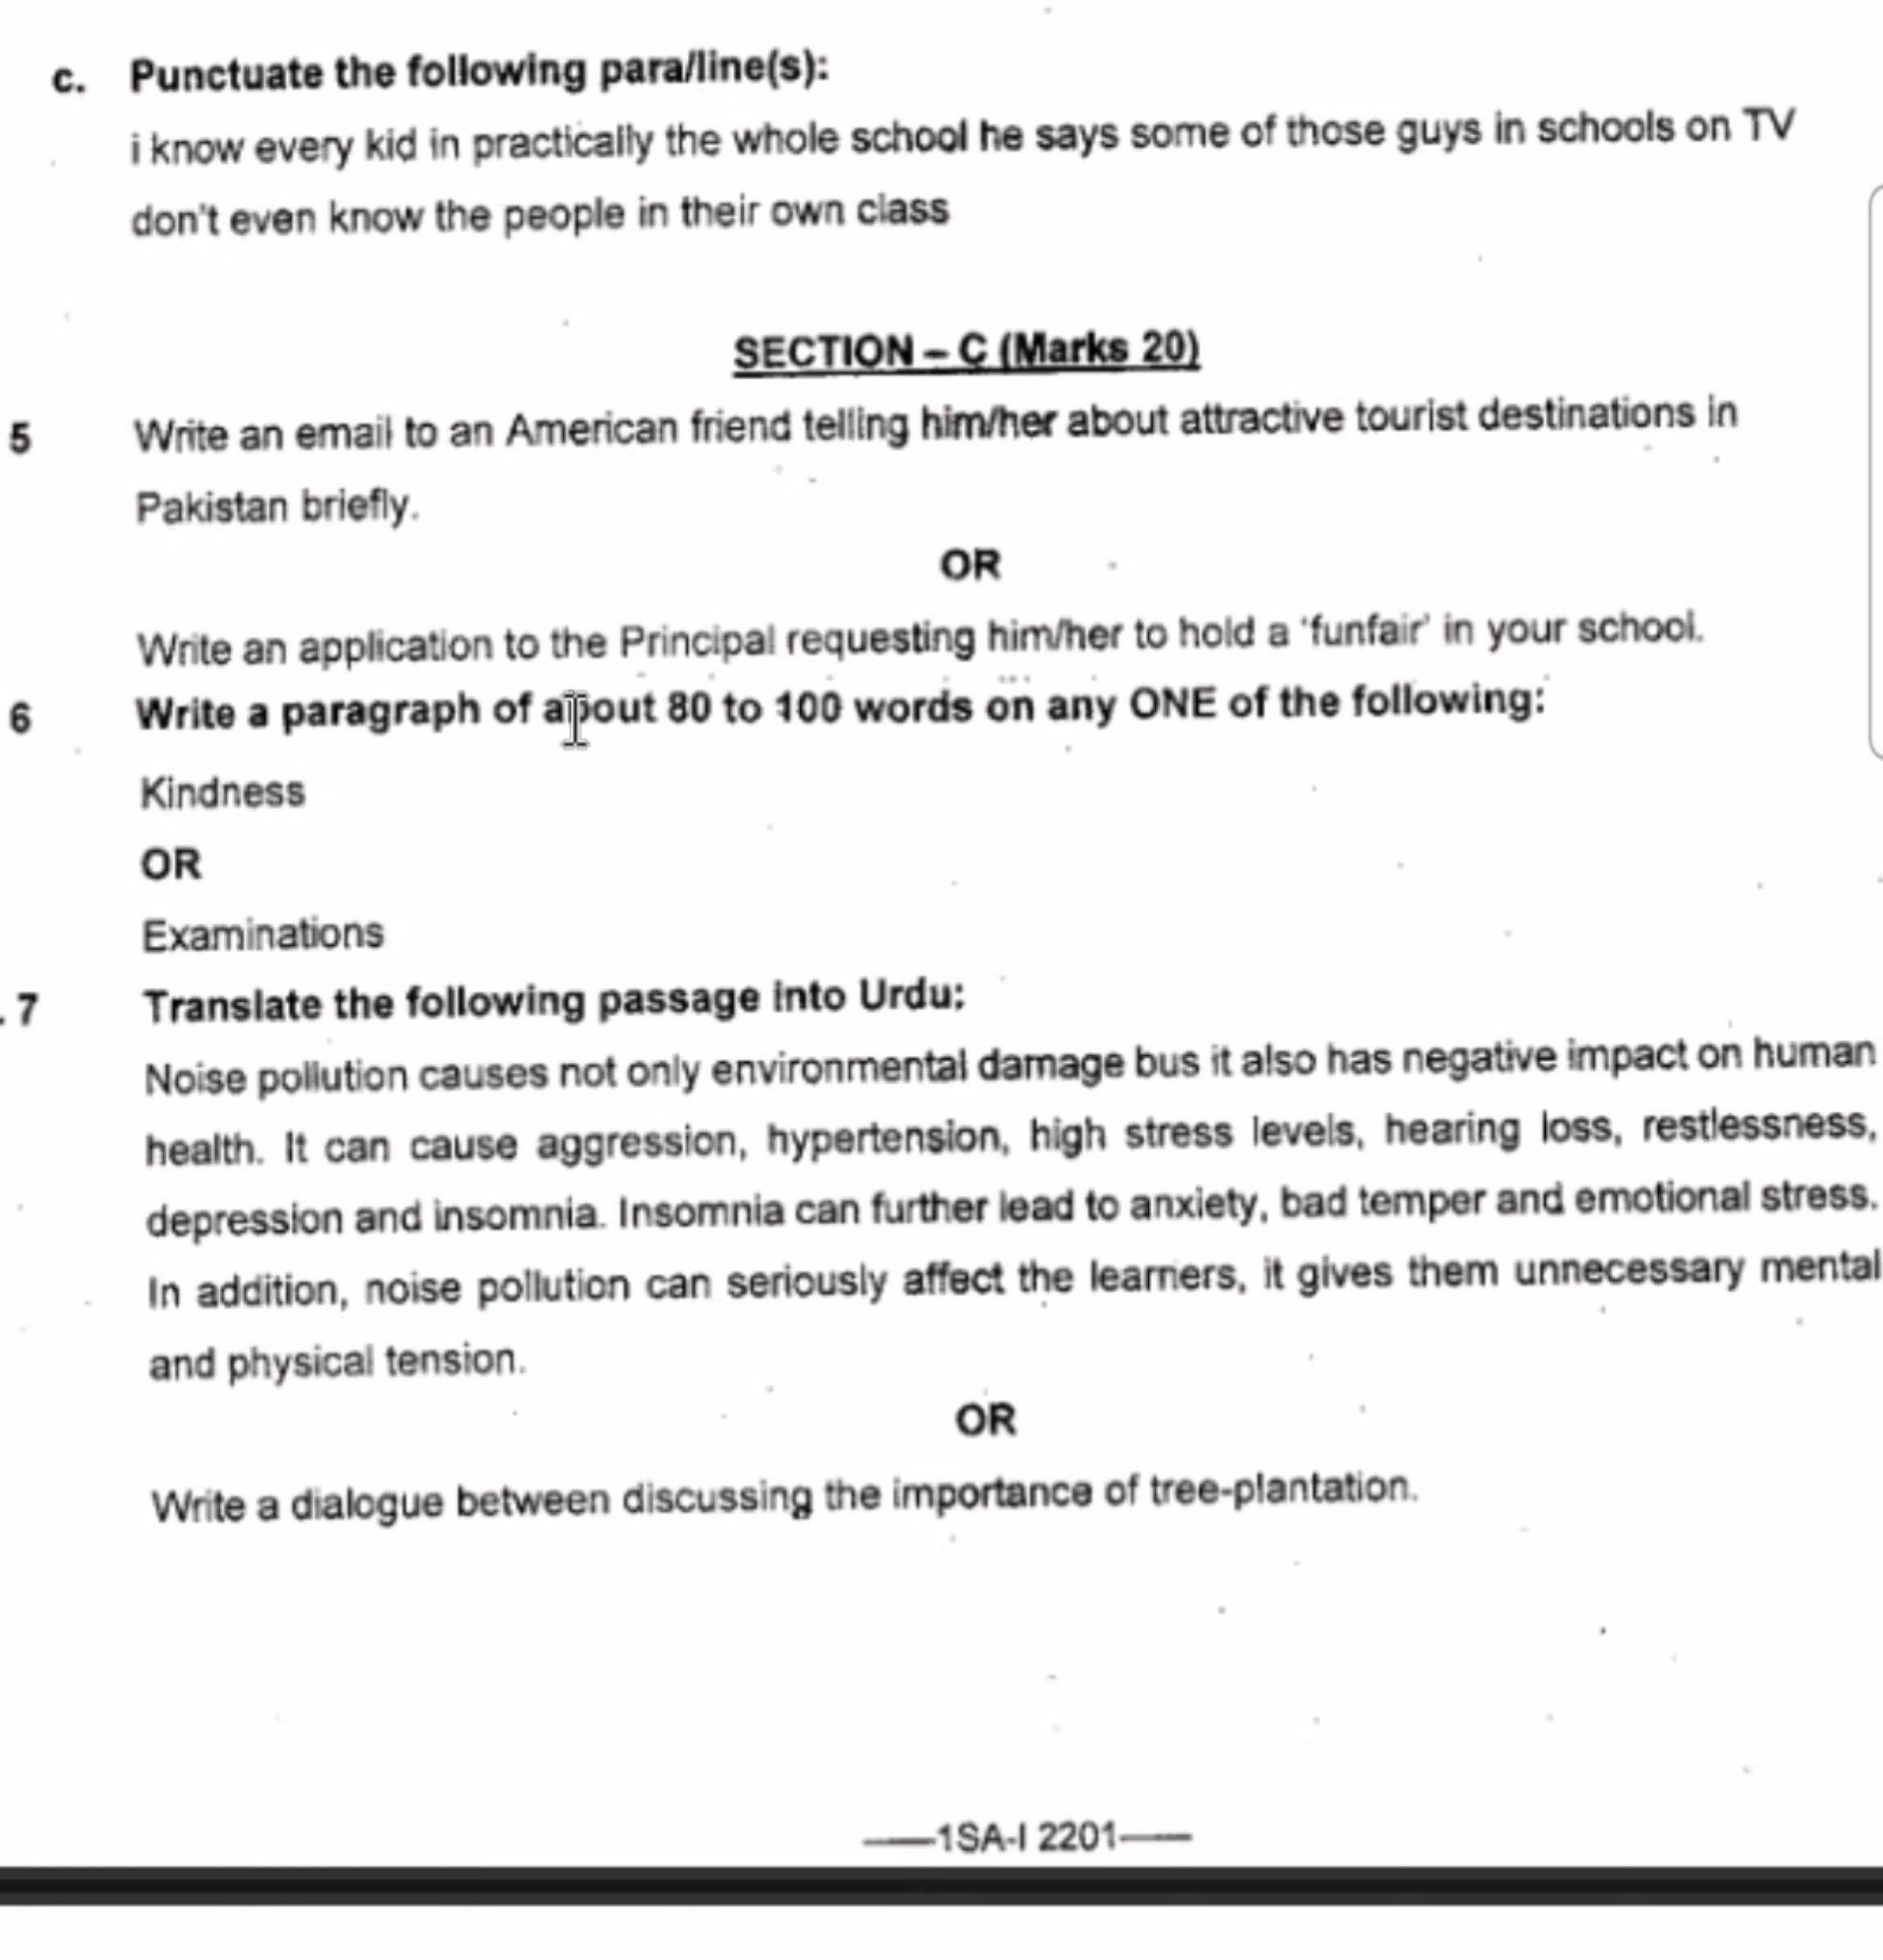 c. Punctuate the following para/line(s):
i know every kid in practically the whole school he says some of those guys in schools on TV
don't even know the people in their own class
SECTION – C (Marks 20)
5 Write an email to an American friend telling him/her about attractive tourist destinations in
Pakistan briefly.
OR
Write an application to the Principal requesting him/her to hold a 'funfair' in your school.
6 Write a paragraph of about 80 to 100 words on any ONE of the following:
Kindness
OR
Examinations
. 7 Translate the following passage into Urdu:
Noise pollution causes not only environmental damage bus it also has negative impact on human
health. It can cause aggression, hypertension, high stress levels, hearing loss, restlessness,
depression and insomnia. Insomnia can further lead to anxiety, bad temper and emotional stress.
In addition, noise pollution can seriously affect the learners, it gives them unnecessary mental
and physical tension.
OR
Write a dialogue between discussing the importance of tree-plantation.
——1SA-I 2201——